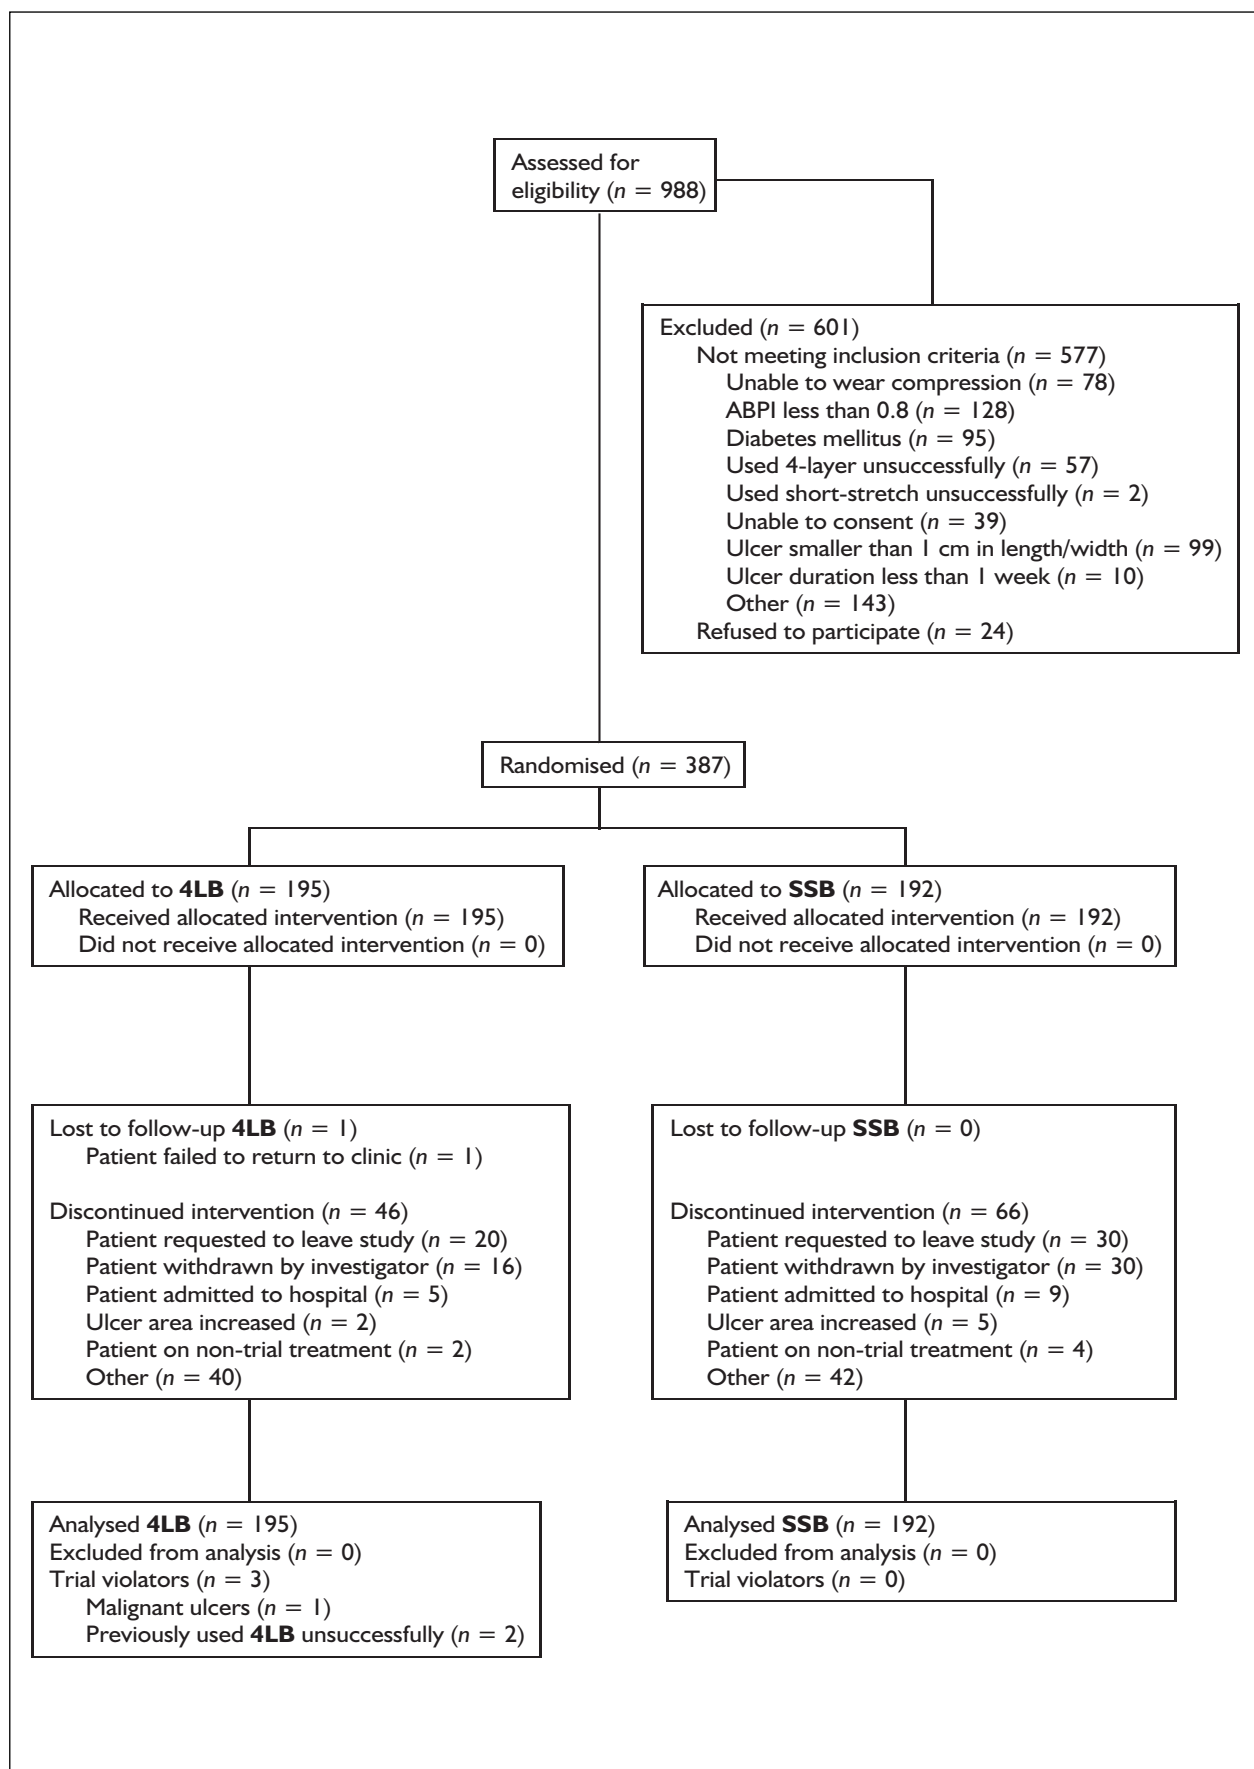 Assessed for
eligibility (n = 988)
Excluded (n = 601)
Not meeting inclusion criteria (n = 577)
Unable to wear compression (n = 78)
ABPI less than 0.8 (n = 128)
Diabetes mellitus (n = 95)
Used 4-layer unsuccessfully (n = 57)
Used short-stretch unsuccessfully (n = 2)
Unable to consent (n = 39)
Ulcer smaller than 1 cm in length/width (n = 99)
Ulcer duration less than 1 week (n = 10)
Other (n = 143)
Refused to participate (n = 24)
Randomised (n = 387)
Allocated to 4LB (n = 195)
Received allocated intervention (n = 195)
Did not receive allocated intervention (n = 0)
Allocated to SSB (n = 192)
Received allocated intervention (n = 192)
Did not receive allocated intervention (n = 0)
Lost to follow-up 4LB (n = 1)
Patient failed to return to clinic (n = 1)
Discontinued intervention (n = 46)
Patient requested to leave study (n = 20)
Patient withdrawn by investigator (n = 16)
Patient admitted to hospital (n = 5)
Ulcer area increased (n = 2)
Patient on non-trial treatment (n = 2)
Other (n = 40)
Lost to follow-up SSB (n = 0)
Discontinued intervention (n = 66)
Patient requested to leave study (n = 30)
Patient withdrawn by investigator (n = 30)
Patient admitted to hospital (n = 9)
Ulcer area increased (n = 5)
Patient on non-trial treatment (n = 4)
Other (n = 42)
Analysed 4LB (n = 195)
Excluded from analysis (n = 0)
Trial violators (n = 3)
Malignant ulcers (n = 1)
Previously used 4LB unsuccessfully (n = 2)
Analysed SSB (n = 192)
Excluded from analysis (n = 0)
Trial violators (n = 0)